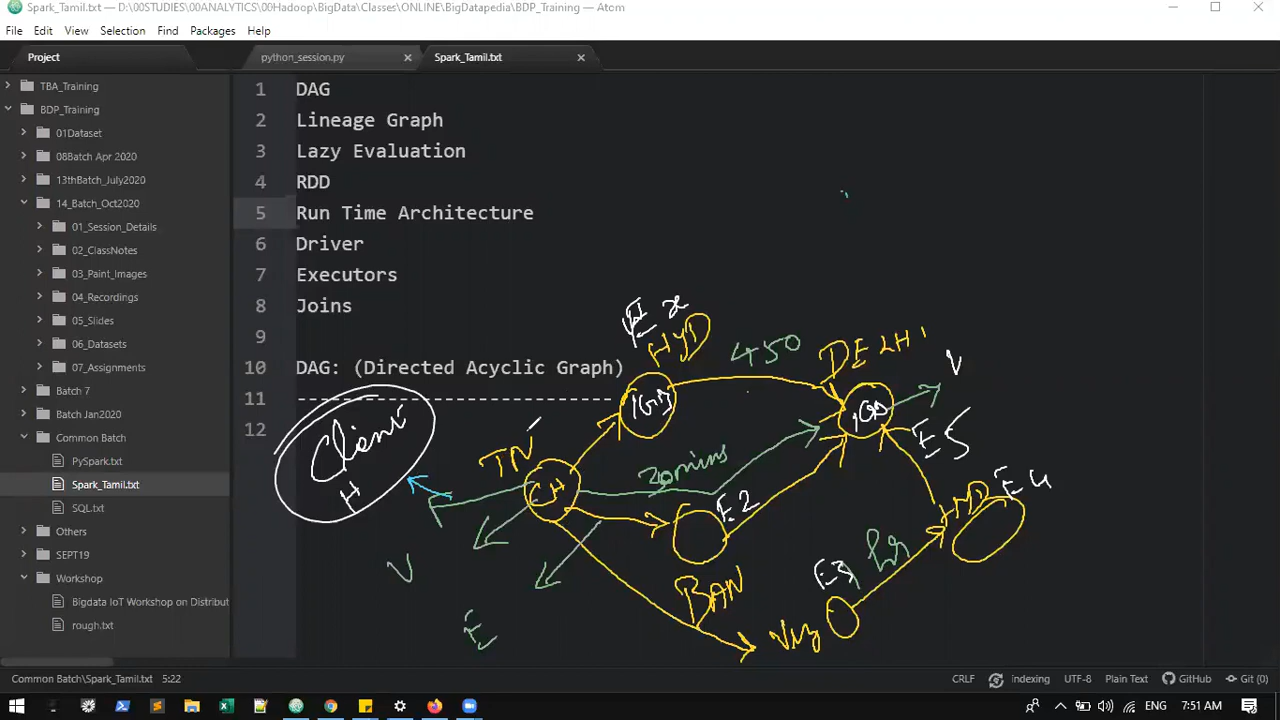 Spark_Tamil.txt — D:\00STUDIES\00ANALYTICS\00Hadoop\BigData\Classes\ONLINE\BigDatapedia\BDP_Training — Atom
File Edit View Selection Find Packages Help
Project
python_session.py
Spark_Tamil.txt
TBA_Training
BDP_Training
01Dataset
08Batch Apr 2020
13thBatch_July2020
14_Batch_Oct2020
01_Session_Details
02_ClassNotes
03_Paint_Images
04_Recordings
05_Slides
06_Datasets
07_Assignments
Batch 7
Batch Jan2020
Common Batch
PySpark.txt
Spark_Tamil.txt
SQL.txt
Others
SEPT19
Workshop
Bigdata IoT Workshop on Distribut
rough.txt
1 DAG
2 Lineage Graph
3 Lazy Evaluation
4 RDD
5 Run Time Architecture
6 Driver
7 Executors
8 Joins
9
10 DAG: (Directed Acyclic Graph)
11 ----------------------------------
12
HYD
450
DELHI
V
Client
H
TN
CH
30mins
E2
E5
E4
BAN
E3
hr
Viz
V
E
Common Batch\Spark_Tamil.txt 5:22
CRLF Indexing UTF-8 Plain Text GitHub Git (0)
7:51 AM